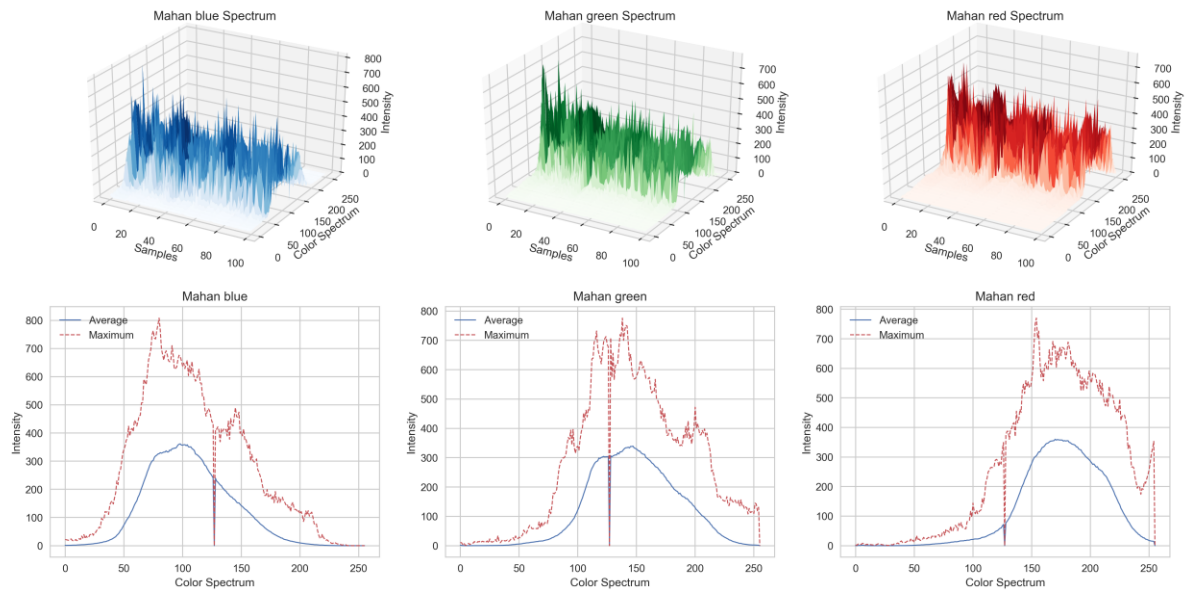 Mahan blue Spectrum
800
700
600
500
400
300
200
100
0
Intensity
0
20
40
60
80
100
Samples
0
50
100
150
200
250
Color Spectrum
Mahan green Spectrum
700
600
500
400
300
200
100
0
Intensity
0
20
40
60
80
100
Samples
0
50
100
150
200
250
Color Spectrum
Mahan red Spectrum
700
600
500
400
300
200
100
0
Intensity
0
20
40
60
80
100
Samples
0
50
100
150
200
250
Color Spectrum
Mahan blue
Average
Maximum
800
700
600
500
400
300
200
100
0
Intensity
0 50 100 150 200 250
Color Spectrum
Mahan green
Average
Maximum
800
700
600
500
400
300
200
100
0
Intensity
0 50 100 150 200 250
Color Spectrum
Mahan red
Average
Maximum
800
700
600
500
400
300
200
100
0
Intensity
0 50 100 150 200 250
Color Spectrum